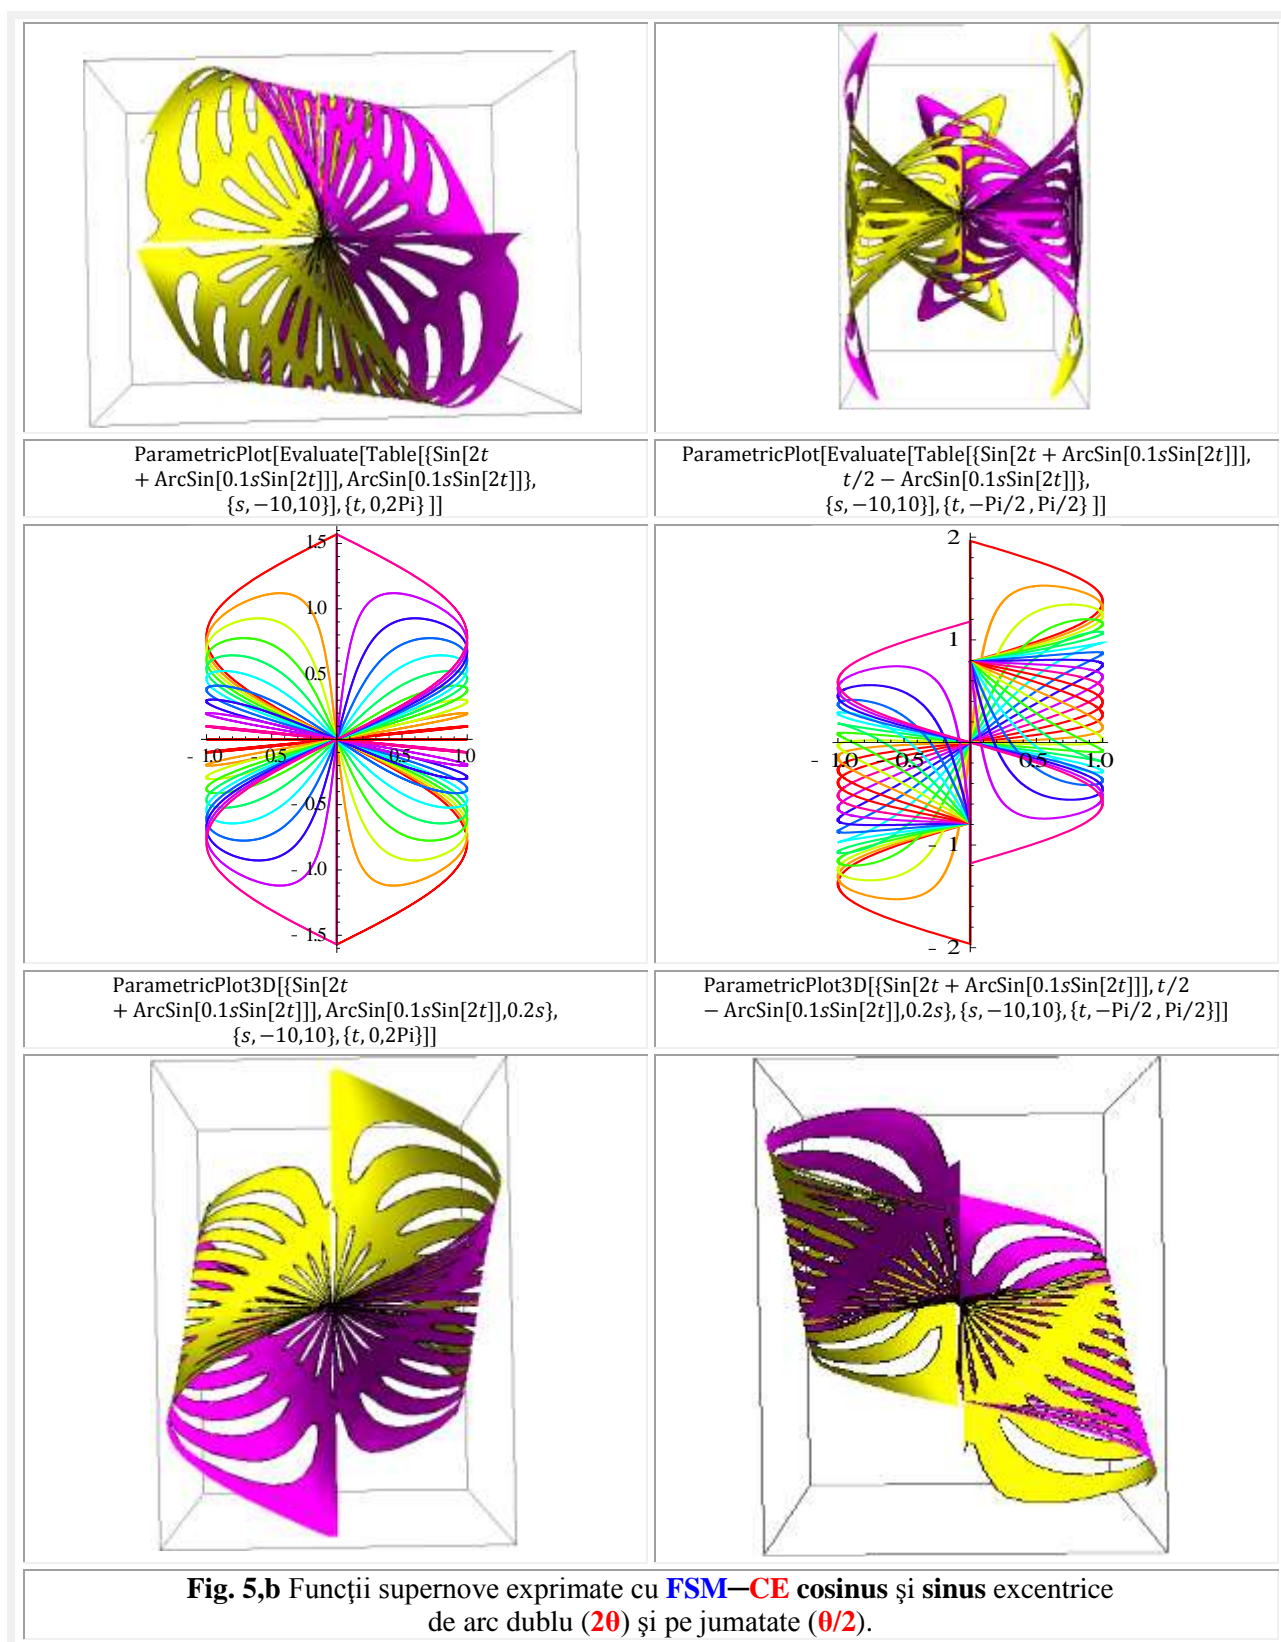 ParametricPlot[Evaluate[Table[{Sin[2t
+ ArcSin[0.1sSin[2t]]], ArcSin[0.1sSin[2t]]},
{s, −10,10}], {t, 0,2Pi} ]]
ParametricPlot[Evaluate[Table[{Sin[2t + ArcSin[0.1sSin[2t]]],
t/2 − ArcSin[0.1sSin[2t]]},
{s, −10,10}], {t, −Pi/2 , Pi/2} ]]
1.5
1.0
0.5
- 1.0 - 0.5 0.5 1.0
- 0.5
- 1.0
- 1.5
2
1
- 1.0 - 0.5 0.5 1.0
- 1
- 2
ParametricPlot3D[{Sin[2t
+ ArcSin[0.1sSin[2t]]], ArcSin[0.1sSin[2t]],0.2s},
{s, −10,10}, {t, 0,2Pi}]]
ParametricPlot3D[{Sin[2t + ArcSin[0.1sSin[2t]]], t/2
− ArcSin[0.1sSin[2t]],0.2s}, {s, −10,10}, {t, −Pi/2 , Pi/2}]]
Fig. 5,b Funcţii supernove exprimate cu FSM—CE cosinus şi sinus excentrice
de arc dublu (2θ) şi pe jumatate (θ/2).